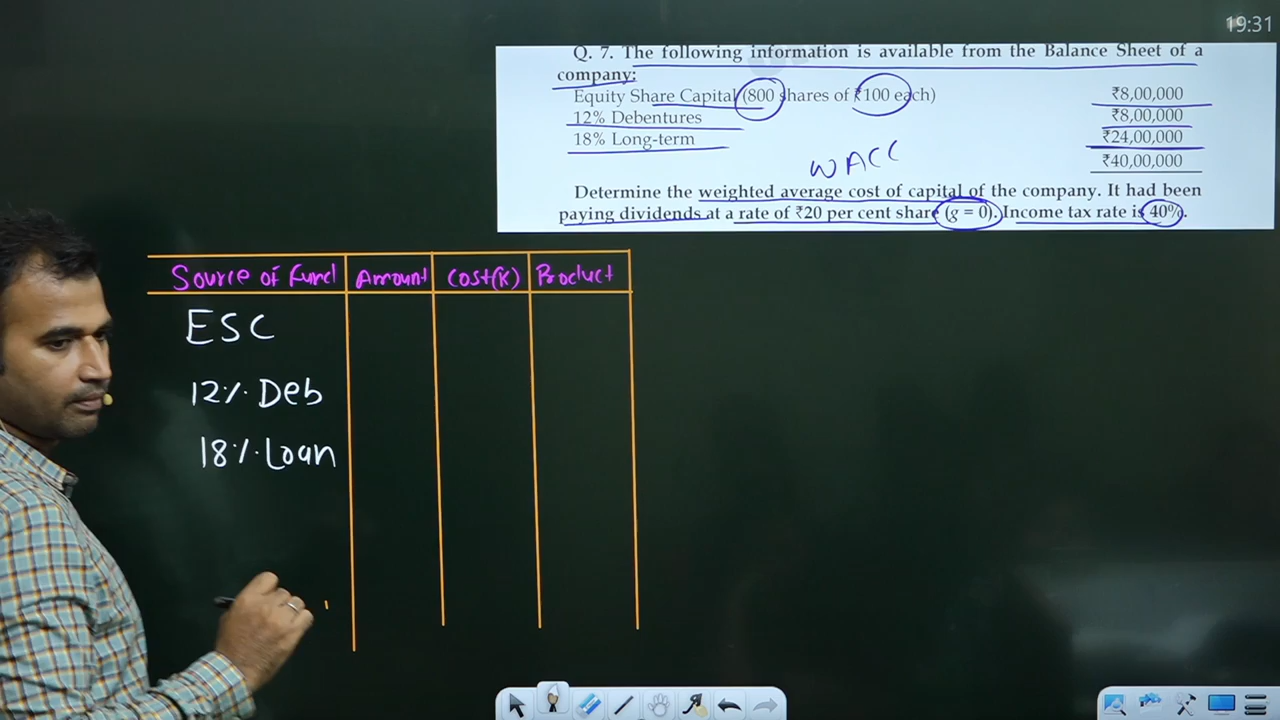 19:31
Q. 7. The following information is available from the Balance Sheet of a
company:
Equity Share Capital (800 shares of ₹100 each) ₹8,00,000
12% Debentures ₹8,00,000
18% Long-term ₹24,00,000
₹40,00,000
WACC
Determine the weighted average cost of capital of the company. It had been
paying dividends at a rate of ₹20 per cent share (g = 0). Income tax rate is 40%.
Source of Fund Amount Cost(K) Product
ESC
12% Deb
18% Loan